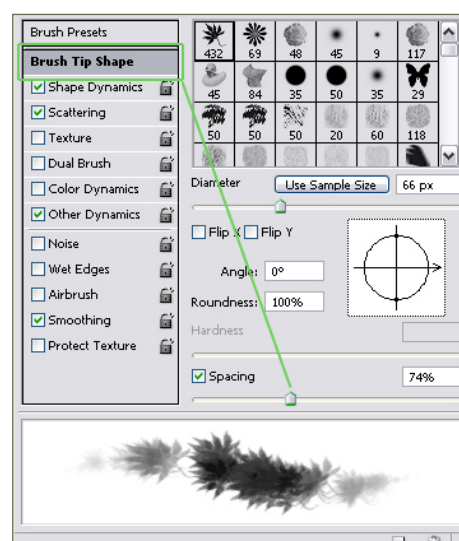 Brush Presets
Brush Tip Shape
Shape Dynamics
Scattering
Texture
Dual Brush
Color Dynamics
Other Dynamics
Noise
Wet Edges
Airbrush
Smoothing
Protect Texture
432 69 48 45 9 117
45 84 35 50 35 29
50 50 50 20 60 118
Diameter Use Sample Size 66 px
Flip X Flip Y
Angle: 0°
Roundness: 100%
Hardness
Spacing 74%